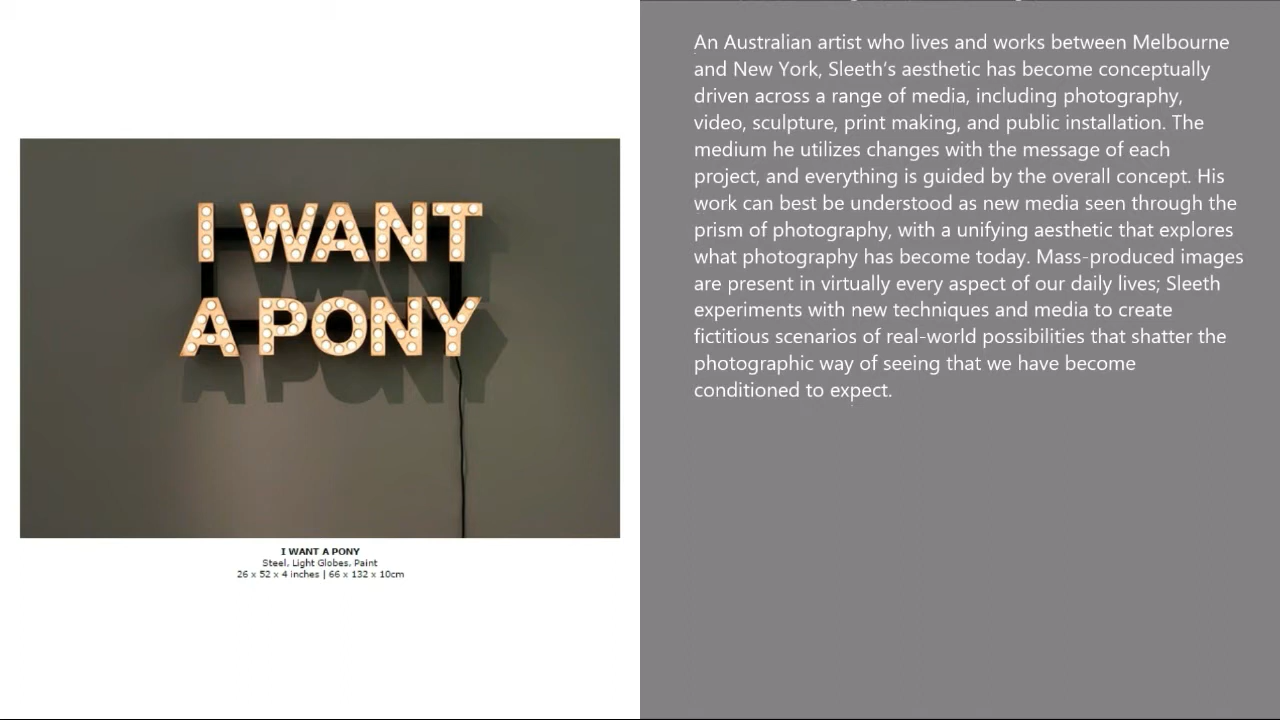 I WANT
A PONY
I WANT A PONY
Steel, Light Globes, Paint
26 x 52 x 4 inches | 66 x 132 x 10cm
An Australian artist who lives and works between Melbourne
and New York, Sleeth’s aesthetic has become conceptually
driven across a range of media, including photography,
video, sculpture, print making, and public installation. The
medium he utilizes changes with the message of each
project, and everything is guided by the overall concept. His
work can best be understood as new media seen through the
prism of photography, with a unifying aesthetic that explores
what photography has become today. Mass-produced images
are present in virtually every aspect of our daily lives; Sleeth
experiments with new techniques and media to create
fictitious scenarios of real-world possibilities that shatter the
photographic way of seeing that we have become
conditioned to expect.